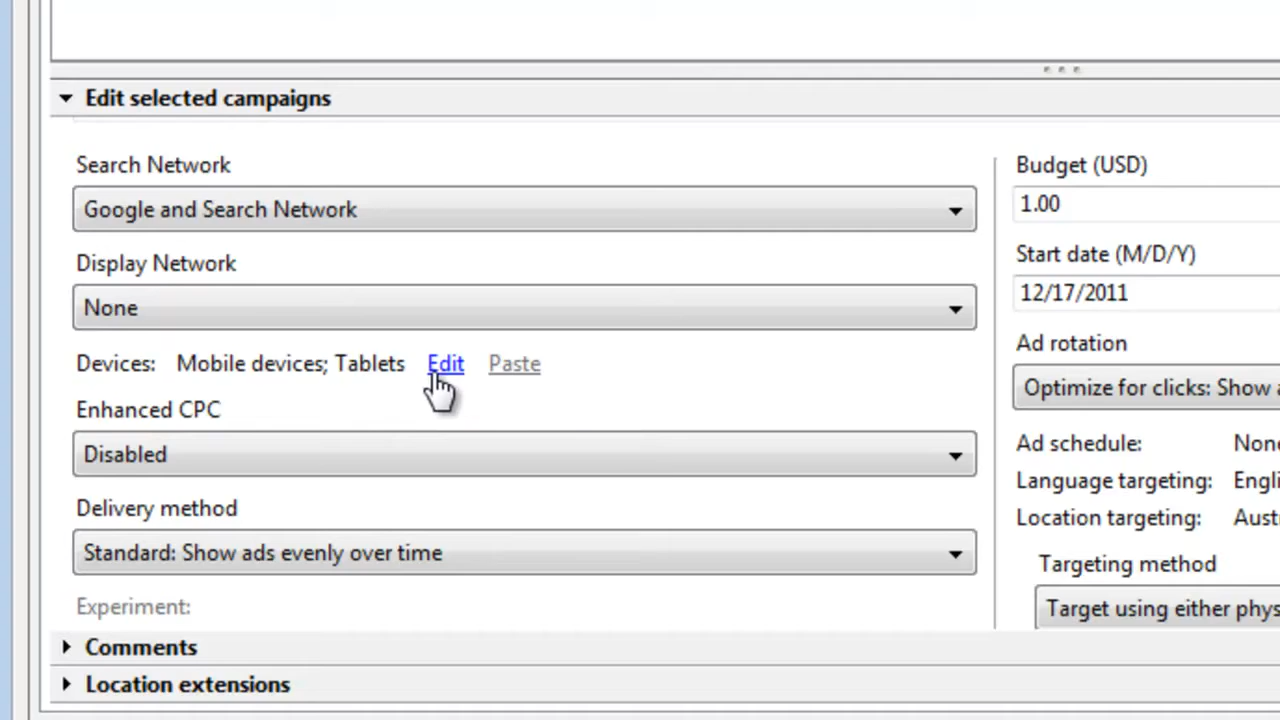 Edit selected campaigns
Search Network
Google and Search Network
Display Network
None
Devices: Mobile devices; Tablets Edit Paste
Enhanced CPC
Disabled
Delivery method
Standard: Show ads evenly over time
Experiment:
Budget (USD)
1.00
Start date (M/D/Y)
12/17/2011
Ad rotation
Optimize for clicks: Show
Ad schedule: None
Language targeting: Engli
Location targeting: Aust
Targeting method
Target using either phys
Comments
Location extensions